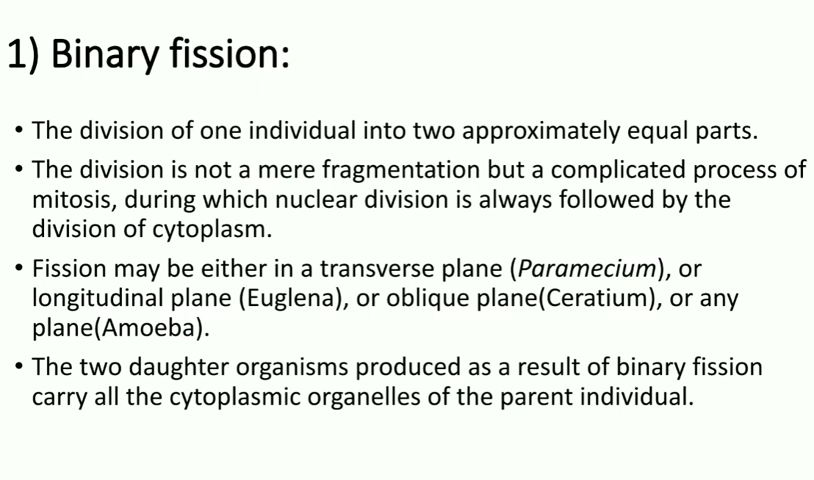 1) Binary fission:
• The division of one individual into two approximately equal parts.
• The division is not a mere fragmentation but a complicated process of
mitosis, during which nuclear division is always followed by the
division of cytoplasm.
• Fission may be either in a transverse plane (Paramecium), or
longitudinal plane (Euglena), or oblique plane(Ceratium), or any
plane(Amoeba).
• The two daughter organisms produced as a result of binary fission
carry all the cytoplasmic organelles of the parent individual.